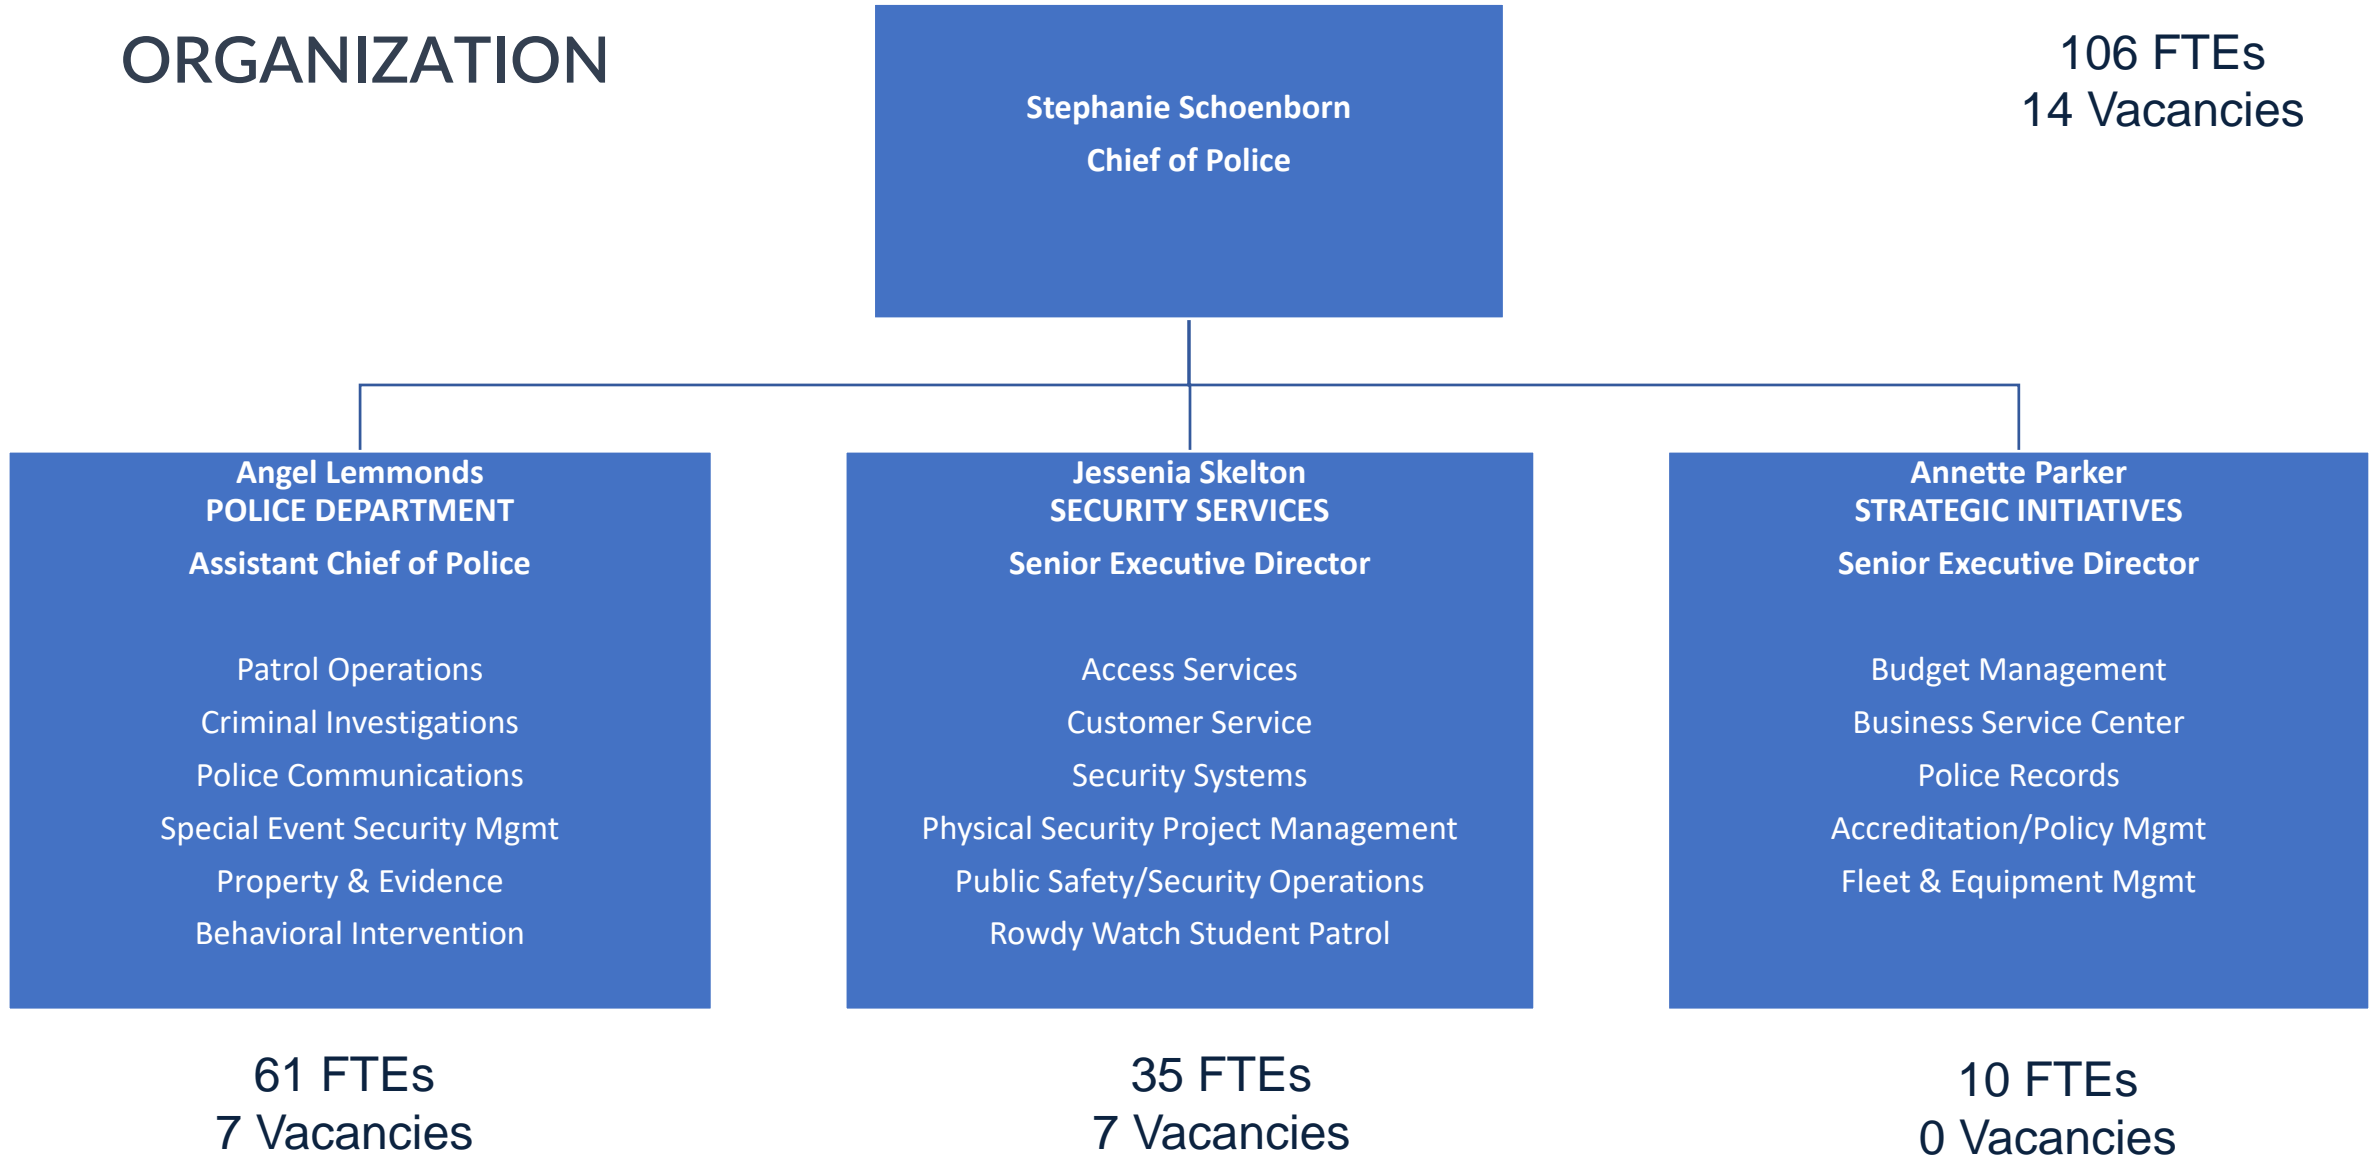 ORGANIZATION
106 FTEs
14 Vacancies
Stephanie Schoenborn
Chief of Police
Angel Lemmonds
POLICE DEPARTMENT
Assistant Chief of Police
Patrol Operations
Criminal Investigations
Police Communications
Special Event Security Mgmt
Property & Evidence
Behavioral Intervention
61 FTEs
7 Vacancies
Jessenia Skelton
SECURITY SERVICES
Senior Executive Director
Access Services
Customer Service
Security Systems
Physical Security Project Management
Public Safety/Security Operations
Rowdy Watch Student Patrol
35 FTEs
7 Vacancies
Annette Parker
STRATEGIC INITIATIVES
Senior Executive Director
Budget Management
Business Service Center
Police Records
Accreditation/Policy Mgmt
Fleet & Equipment Mgmt
10 FTEs
0 Vacancies